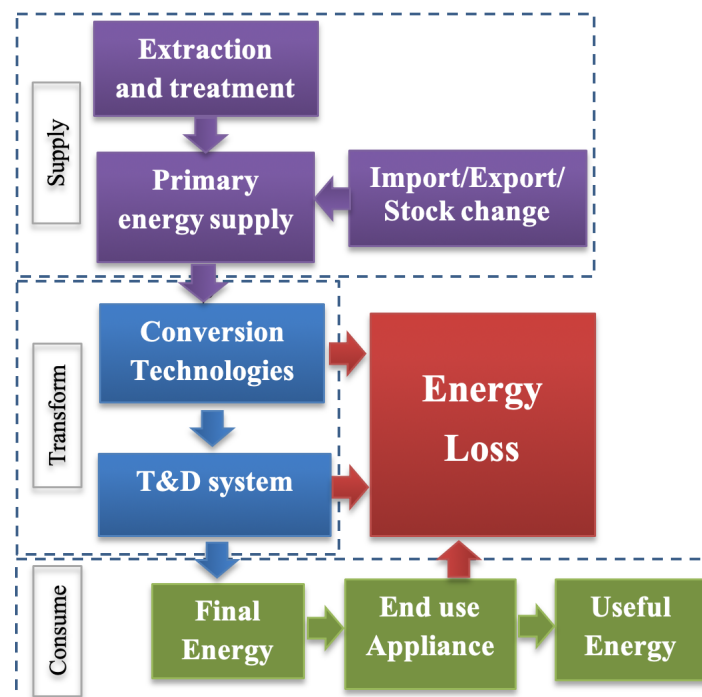 Supply
Extraction
and treatment
Primary
energy supply
Import/Export/
Stock change
Transform
Conversion
Technologies
T&D system
Energy
Loss
Consume
Final
Energy
End use
Appliance
Useful
Energy